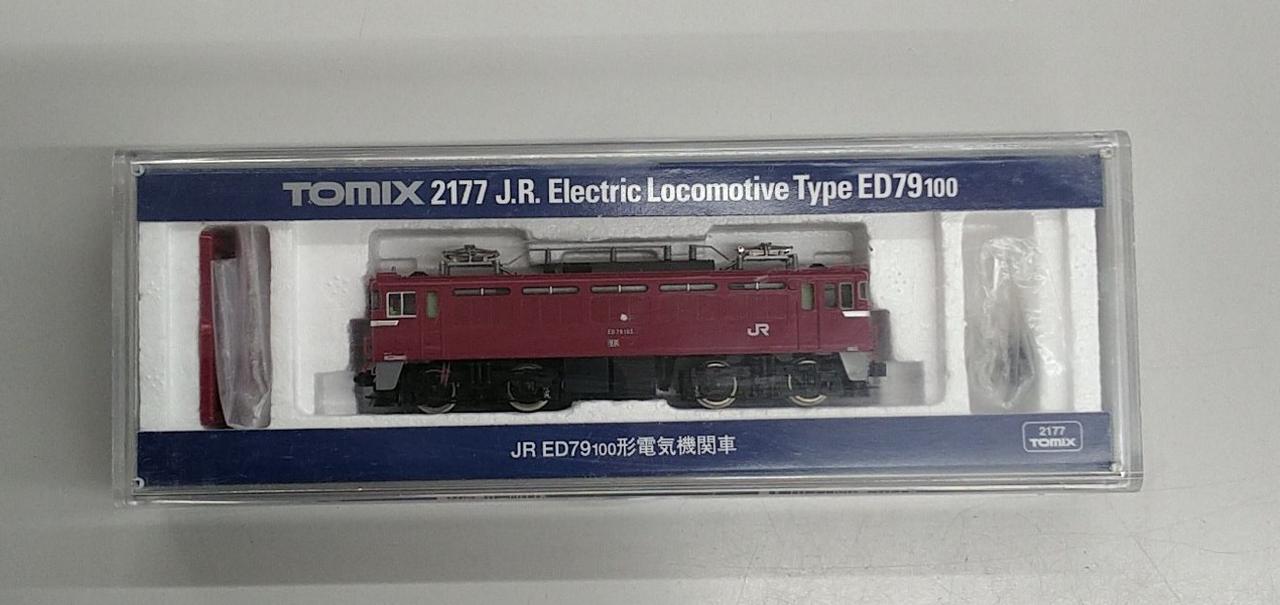 TOMIX 2177 J.R. Electric Locomotive Type ED79100
JR
JR ED79100形電気機関車
2177
TOMIX